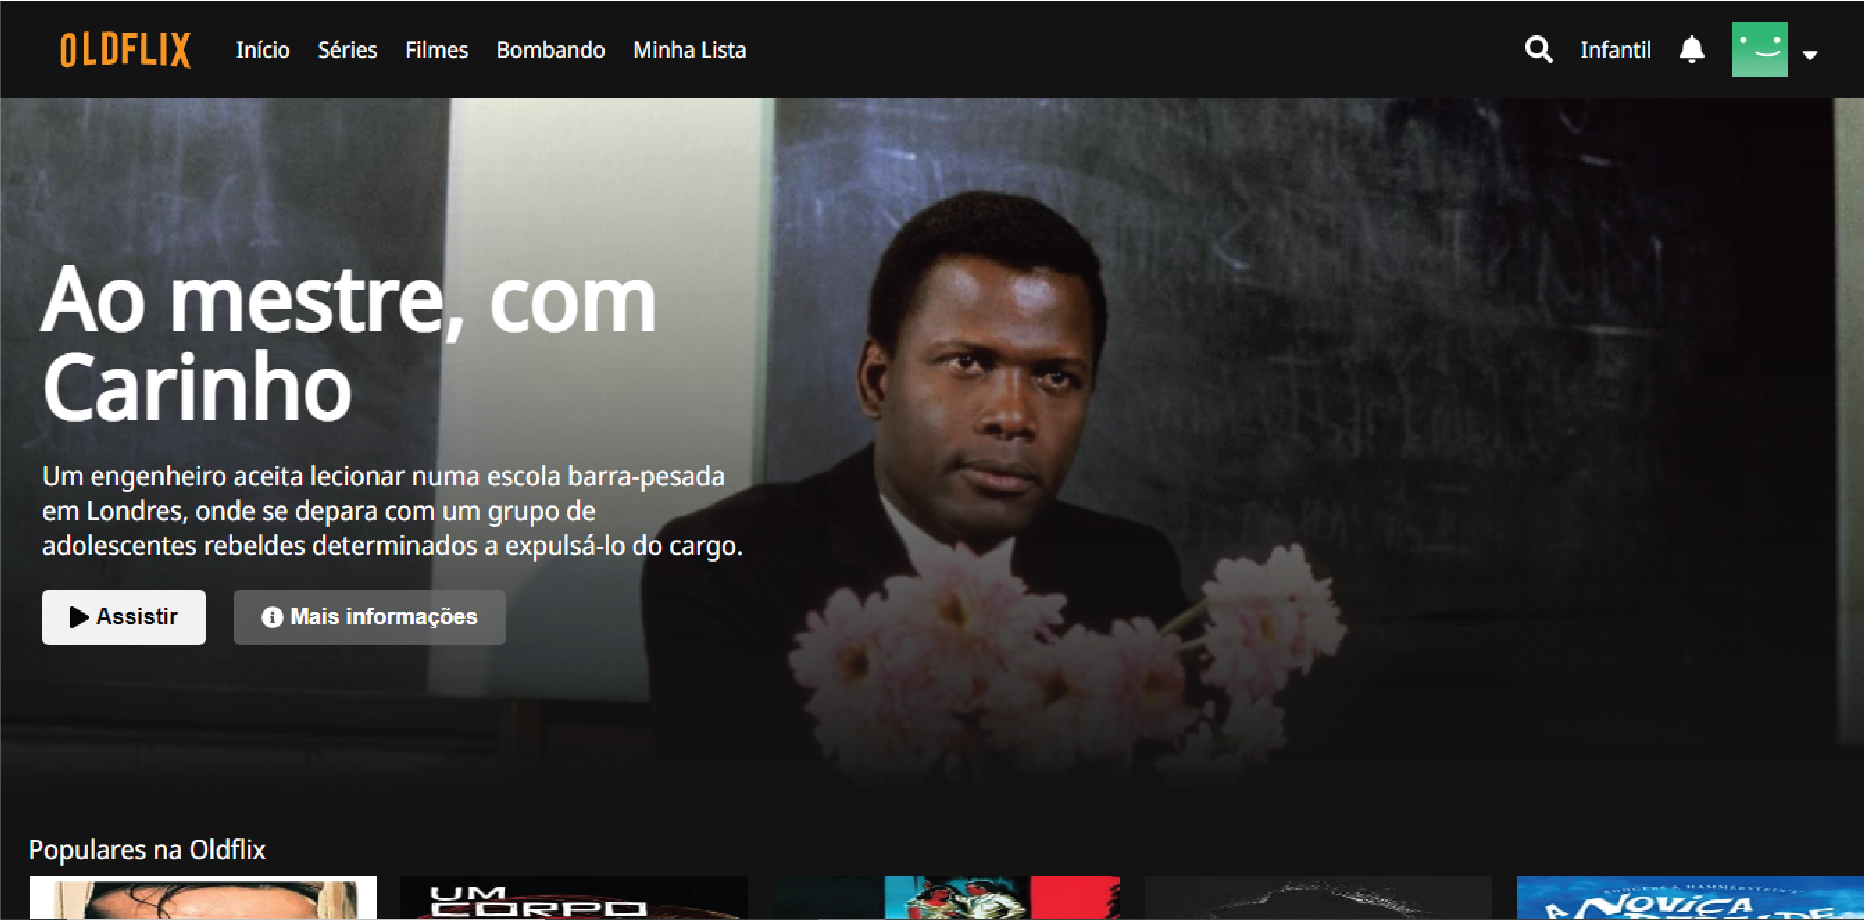 OLDFLIX Início Séries Filmes Bombando Minha Lista Infantil
Ao mestre, com
Carinho
Um engenheiro aceita lecionar numa escola barra-pesada
em Londres, onde se depara com um grupo de
adolescentes rebeldes determinados a expulsá-lo do cargo.
Assistir Mais informações
Populares na Oldflix
UM
CORPO
A NOVIÇA